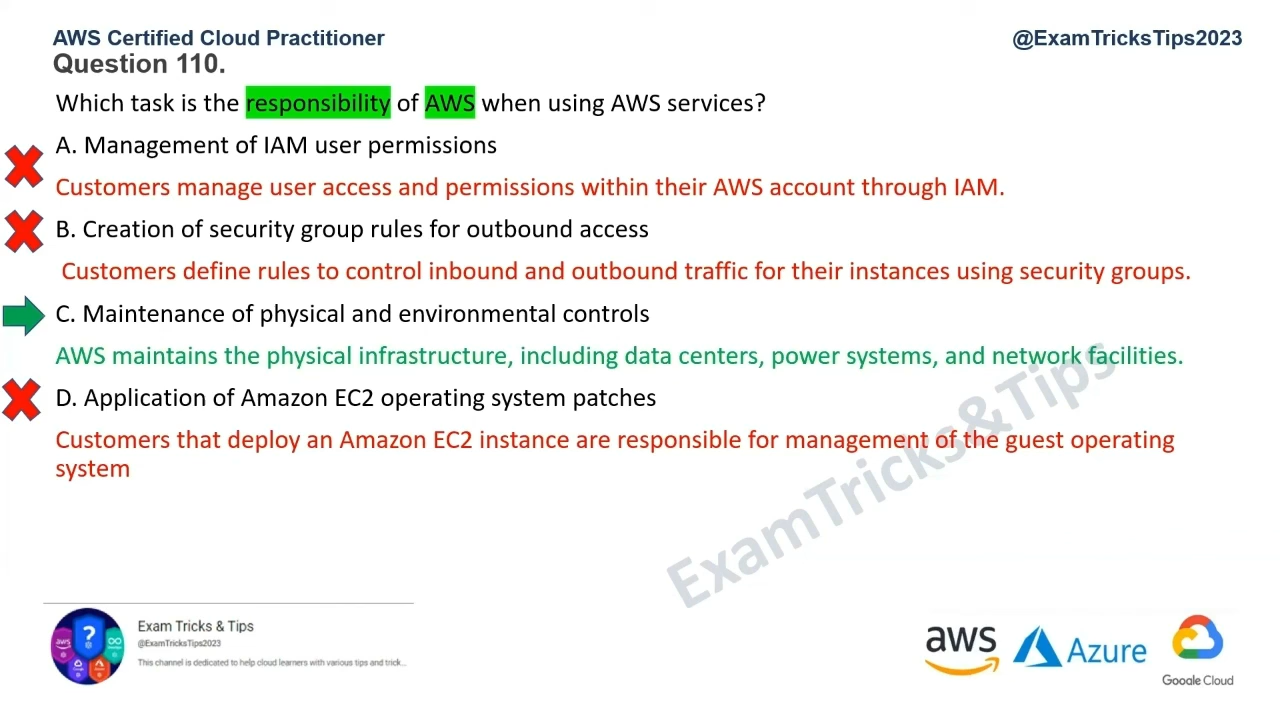 AWS Certified Cloud Practitioner
@ExamTricksTips2023
Question 110.
Which task is the responsibility of AWS when using AWS services?
A. Management of IAM user permissions
Customers manage user access and permissions within their AWS account through IAM.
B. Creation of security group rules for outbound access
Customers define rules to control inbound and outbound traffic for their instances using security groups.
C. Maintenance of physical and environmental controls
AWS maintains the physical infrastructure, including data centers, power systems, and network facilities.
D. Application of Amazon EC2 operating system patches
Customers that deploy an Amazon EC2 instance are responsible for management of the guest operating
system
ExamTricks&Tips
Exam Tricks & Tips
@ExamTricksTips2023
This channel is dedicated to help cloud learners with various tips and trick...
aws
?
aws
Azure
Google Cloud